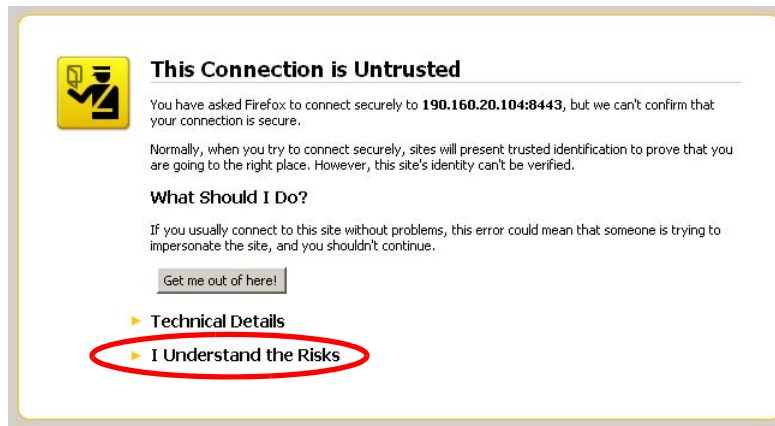 This Connection is Untrusted
You have asked Firefox to connect securely to 190.160.20.104:8443, but we can't confirm that
your connection is secure.
Normally, when you try to connect securely, sites will present trusted identification to prove that you
are going to the right place. However, this site's identity can't be verified.
What Should I Do?
If you usually connect to this site without problems, this error could mean that someone is trying to
impersonate the site, and you shouldn't continue.
Get me out of here!
Technical Details
I Understand the Risks